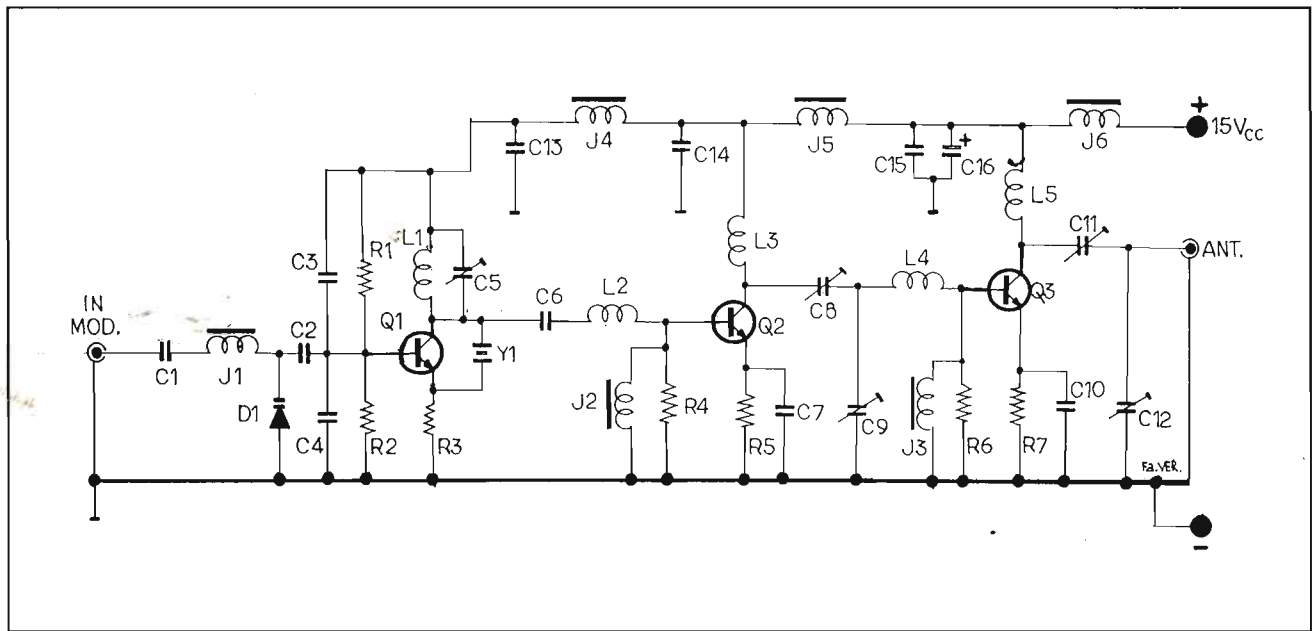 C13
J4
C14
J5
C15
C16
+
J6
+
15Vcc
L5
C11
ANT.
R1
L1
C5
C3
L3
L4
Q3
IN
MOD.
C2
Q1
C6
L2
Q2
C8
C1
J1
Y1
D1
C4
R2
R3
J2
R4
R5
C7
C9
J3
R6
R7
C10
C12
Fa.VER.
-